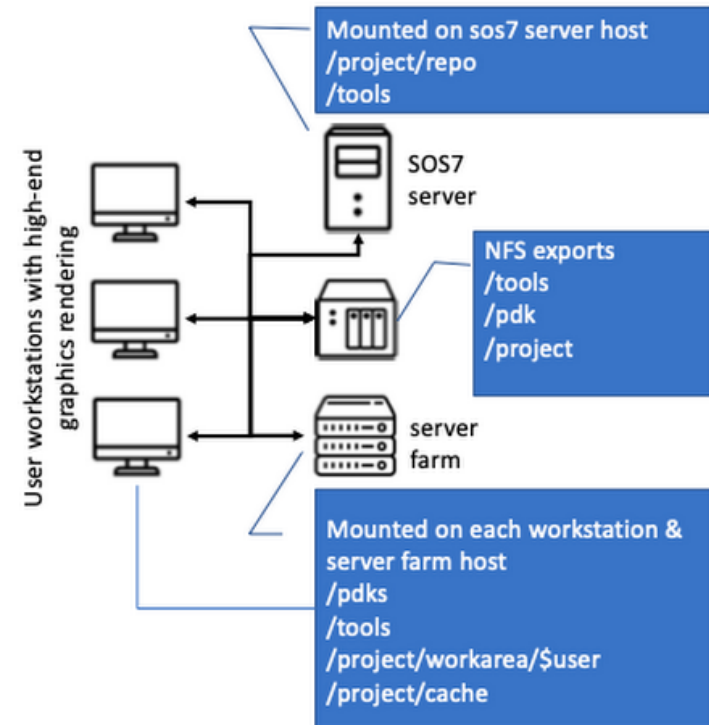 Mounted on sos7 server host
/project/repo
/tools
User workstations with high-end
graphics rendering
SOS7
server
NFS exports
/tools
/pdk
/project
server
farm
Mounted on each workstation &
server farm host
/pdks
/tools
/project/workarea/$user
/project/cache